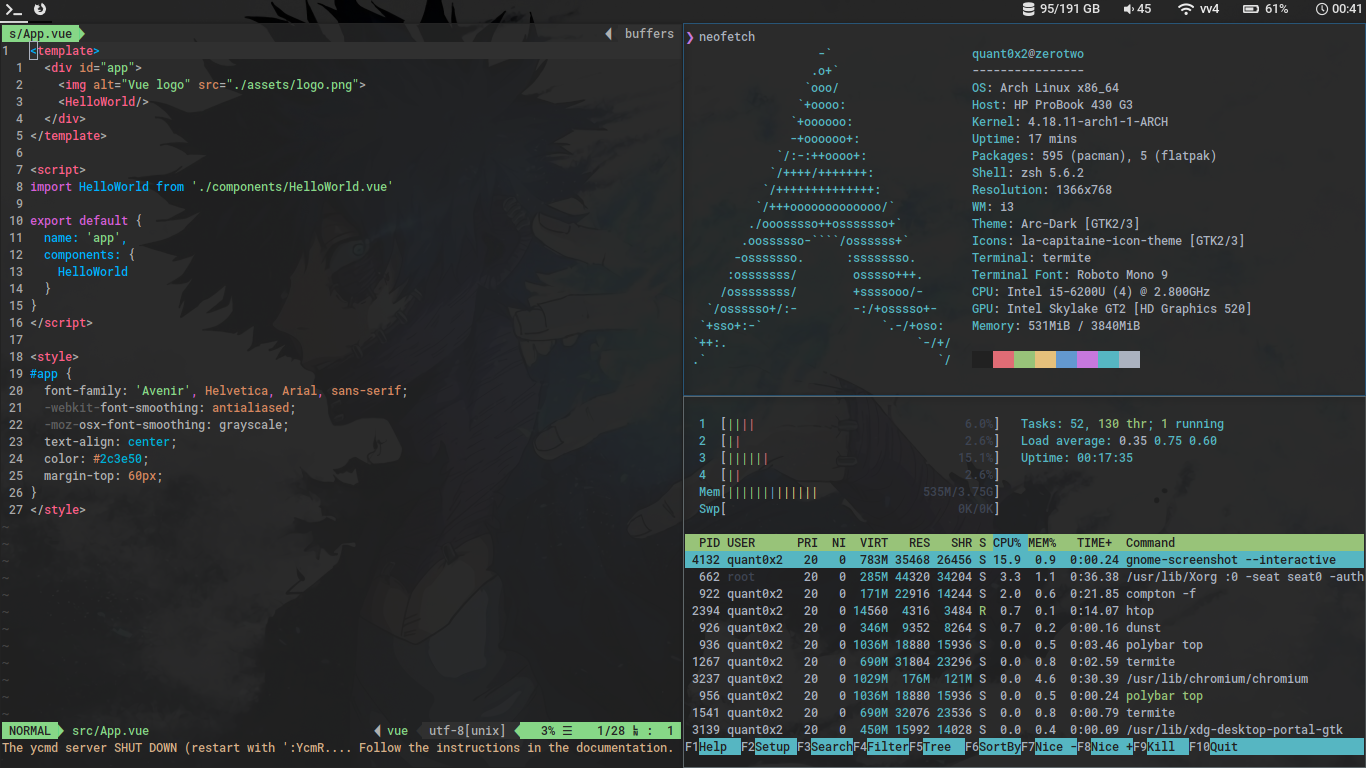 95/191 GB 45 vv4 61% 00:41
s/App.vue buffers
1 <template>
1 <div id="app">
2 <img alt="Vue logo" src="./assets/logo.png">
3 <HelloWorld/>
4 </div>
5 </template>
6
7 <script>
8 import HelloWorld from './components/HelloWorld.vue'
9
10 export default {
11 name: 'app',
12 components: {
13 HelloWorld
14 }
15 }
16 </script>
17
18 <style>
19 #app {
20 font-family: 'Avenir', Helvetica, Arial, sans-serif;
21 -webkit-font-smoothing: antialiased;
22 -moz-osx-font-smoothing: grayscale;
23 text-align: center;
24 color: #2c3e50;
25 margin-top: 60px;
26 }
27 </style>
NORMAL src/App.vue vue utf-8[unix] 3% ☰ 1/28 : 1
The ycmd server SHUT DOWN (restart with ':YcmR.... Follow the instructions in the documentation.
❯ neofetch
-`
.o+`
`ooo/
`+oooo:
`+oooooo:
-+oooooo+:
`/:-:++oooo+:
`/++++/+++++++:
`/++++++++++++++:
`/+++ooooooooooooo/`
./ooosssso++osssssso+`
.oossssso-````/ossssss+`
-osssssso. :ssssssso.
:osssssss/ osssso+++.
/ossssssss/ +ssssooo/-
`/ossssso+/:- -:/+osssso+-
`+sso+:-` `.-/+oso:
`++:. `-/+/
.` `/
quant0x2@zerotwo
----------------
OS: Arch Linux x86_64
Host: HP ProBook 430 G3
Kernel: 4.18.11-arch1-1-ARCH
Uptime: 17 mins
Packages: 595 (pacman), 5 (flatpak)
Shell: zsh 5.6.2
Resolution: 1366x768
WM: i3
Theme: Arc-Dark [GTK2/3]
Icons: la-capitaine-icon-theme [GTK2/3]
Terminal: termite
Terminal Font: Roboto Mono 9
CPU: Intel i5-6200U (4) @ 2.800GHz
GPU: Intel Skylake GT2 [HD Graphics 520]
Memory: 531MiB / 3840MiB
1 [|||| 6.0%]
2 [|| 2.6%]
3 [|||||| 15.1%]
4 [|| 2.6%]
Mem[||||||||||||| 535M/3.75G]
Swp[ 0K/0K]
Tasks: 52, 130 thr; 1 running
Load average: 0.35 0.75 0.60
Uptime: 00:17:35
PID USER PRI NI VIRT RES SHR S CPU% MEM% TIME+ Command
4132 quant0x2 20 0 783M 35468 26456 S 15.9 0.9 0:00.24 gnome-screenshot --interactive
662 root 20 0 285M 44320 34204 S 3.3 1.1 0:36.38 /usr/lib/Xorg :0 -seat seat0 -auth
922 quant0x2 20 0 171M 22916 14244 S 2.0 0.6 0:21.85 compton -f
2394 quant0x2 20 0 14560 4316 3484 R 0.7 0.1 0:14.07 htop
926 quant0x2 20 0 346M 9352 8264 S 0.7 0.2 0:00.16 dunst
936 quant0x2 20 0 1036M 18880 15936 S 0.0 0.5 0:03.46 polybar top
1267 quant0x2 20 0 690M 31804 23296 S 0.0 0.8 0:02.59 termite
3237 quant0x2 20 0 1029M 176M 121M S 0.0 4.6 0:30.39 /usr/lib/chromium/chromium
956 quant0x2 20 0 1036M 18880 15936 S 0.0 0.5 0:00.24 polybar top
1541 quant0x2 20 0 690M 32076 23536 S 0.0 0.8 0:00.79 termite
3139 quant0x2 20 0 450M 15992 14028 S 0.0 0.4 0:00.09 /usr/lib/xdg-desktop-portal-gtk
F1Help F2Setup F3SearchF4FilterF5Tree F6SortByF7Nice -F8Nice +F9Kill F10Quit